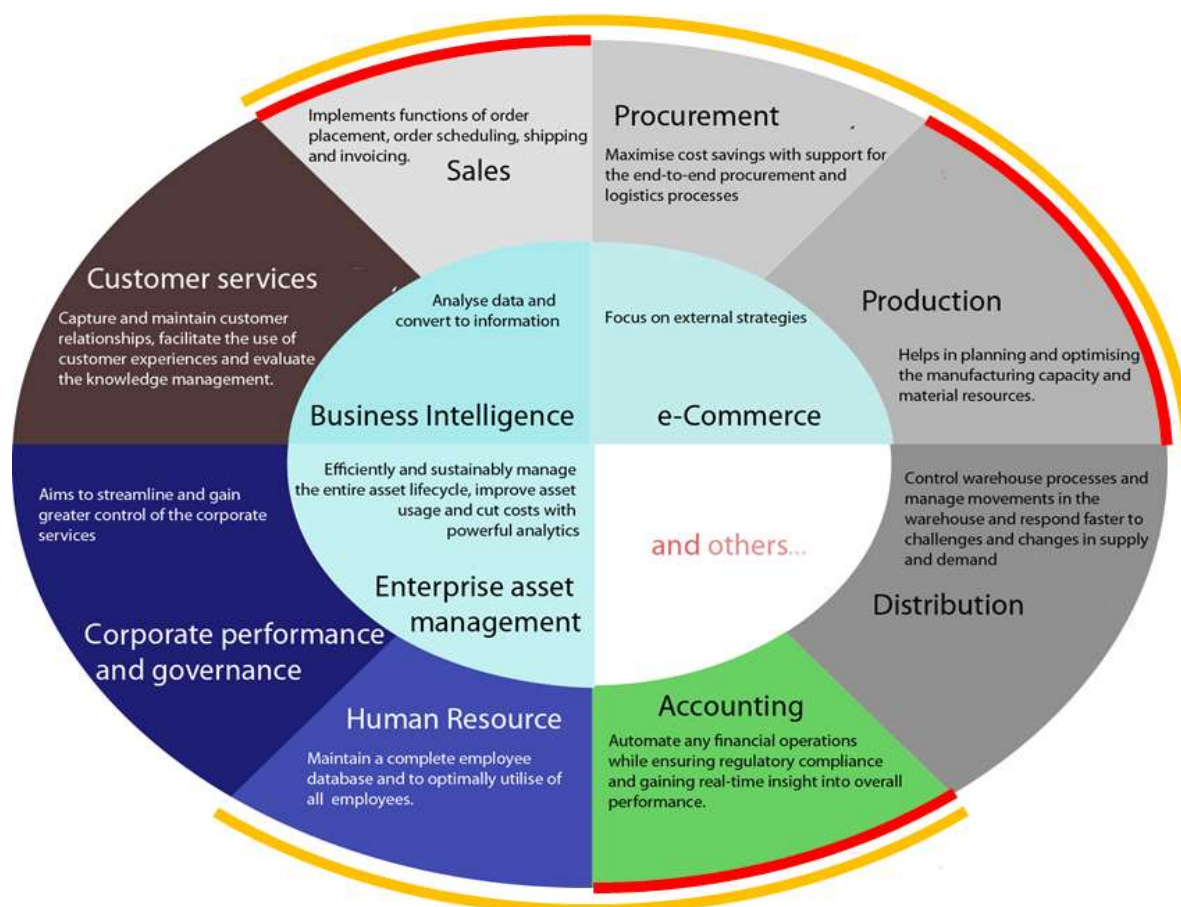 Implements functions of order
placement, order scheduling, shipping
and invoicing.
Sales
Procurement
Maximise cost savings with support for
the end-to-end procurement and
logistics processes
Customer services
Capture and maintain customer
relationships, facilitate the use of
customer experiences and evaluate
the knowledge management.
Analyse data and
convert to information
Business Intelligence
Focus on external strategies
e-Commerce
Production
Helps in planning and optimising
the manufacturing capacity and
material resources.
Aims to streamline and gain
greater control of the corporate
services
Corporate performance
and governance
Efficiently and sustainably manage
the entire asset lifecycle, improve asset
usage and cut costs with
powerful analytics
Enterprise asset
management
and others...
Control warehouse processes and
manage movements in the
warehouse and respond faster to
challenges and changes in supply
and demand
Distribution
Human Resource
Maintain a complete employee
database and to optimally utilise of
all employees.
Accounting
Automate any financial operations
while ensuring regulatory compliance
and gaining real-time insight into overall
performance.